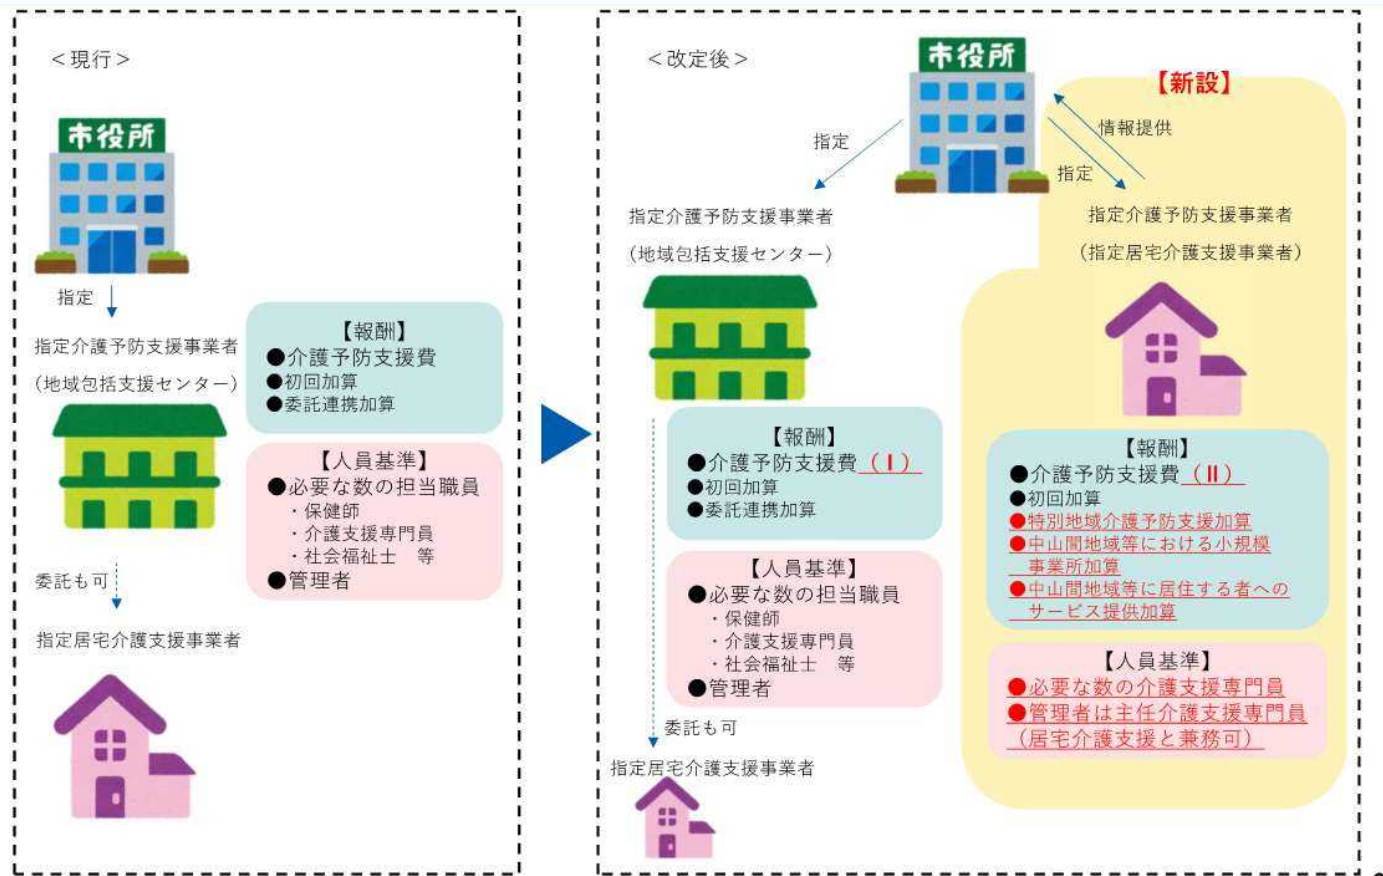 ＜現行＞
市役所
指定
指定介護予防支援事業者
（地域包括支援センター）
【報酬】
●介護予防支援費
●初回加算
●委託連携加算
【人員基準】
●必要な数の担当職員
・保健師
・介護支援専門員
・社会福祉士　等
●管理者
委託も可
指定居宅介護支援事業者
＜改定後＞
市役所
指定
指定介護予防支援事業者
（地域包括支援センター）
【報酬】
●介護予防支援費（Ⅰ）
●初回加算
●委託連携加算
【人員基準】
●必要な数の担当職員
・保健師
・介護支援専門員
・社会福祉士　等
●管理者
委託も可
指定居宅介護支援事業者
【新設】
情報提供
指定
指定介護予防支援事業者
（指定居宅介護支援事業者）
【報酬】
●介護予防支援費（Ⅱ）
●初回加算
●特別地域介護予防支援加算
●中山間地域等における小規模
事業所加算
●中山間地域等に居住する者への
サービス提供加算
【人員基準】
●必要な数の介護支援専門員
●管理者は主任介護支援専門員
（居宅介護支援と兼務可）